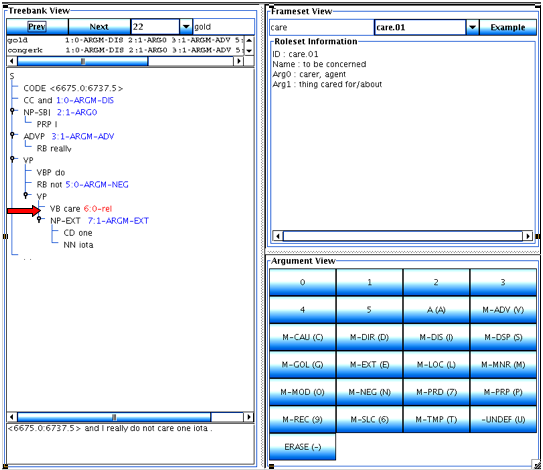 Treebank View
Prev Next 22 gold
gold 1:0-ARGM-DIS 2:1-ARG0 3:1-ARGM-ADV 5:
congerk 1:0-ARGM-DIS 2:1-ARG0 3:1-ARGM-ADV 5:
S
CODE <6675.0:6737.5>
CC and 1:0-ARGM-DIS
NP-SBJ 2:1-ARG0
PRP I
ADVP 3:1-ARGM-ADV
RB really
VP
VBP do
RB not 5:0-ARGM-NEG
VP
VB care 6:0-rel
NP-EXT 7:1-ARGM-EXT
CD one
NN iota
. .
<6675.0:6737.5> and I really do not care one iota .
Frameset View
care care.01 Example
Roleset Information
ID : care.01
Name : to be concerned
Arg0 : carer, agent
Arg1 : thing cared for/about
Argument View
0 1 2 3
4 5 A (A) M-ADV (V)
M-CAU (C) M-DIR (D) M-DIS (I) M-DSP (S)
M-GOL (G) M-EXT (E) M-LOC (L) M-MNR (M)
M-MOD (O) M-NEG (N) M-PRD (7) M-PRP (P)
M-REC (9) M-SLC (6) M-TMP (T) -UNDEF (U)
ERASE (-)